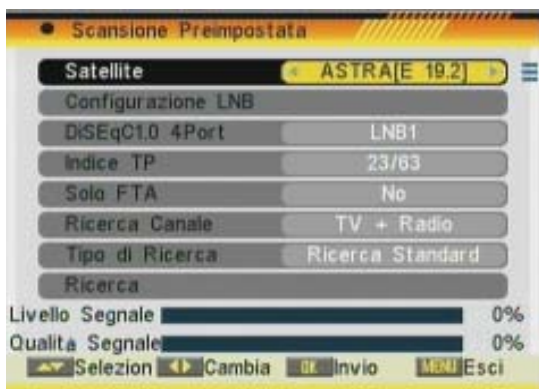 Scansione Preimpostata
Satellite ASTRA[E 19.2]
Configurazione LNB
DiSEqC1.0 4Port LNB1
Indice TP 23/63
Solo FTA No
Ricerca Canale TV + Radio
Tipo di Ricerca Ricerca Standard
Ricerca
Livello Segnale 0%
Qualita Segnale 0%
Selezion Cambia OK Invio MENU Esci